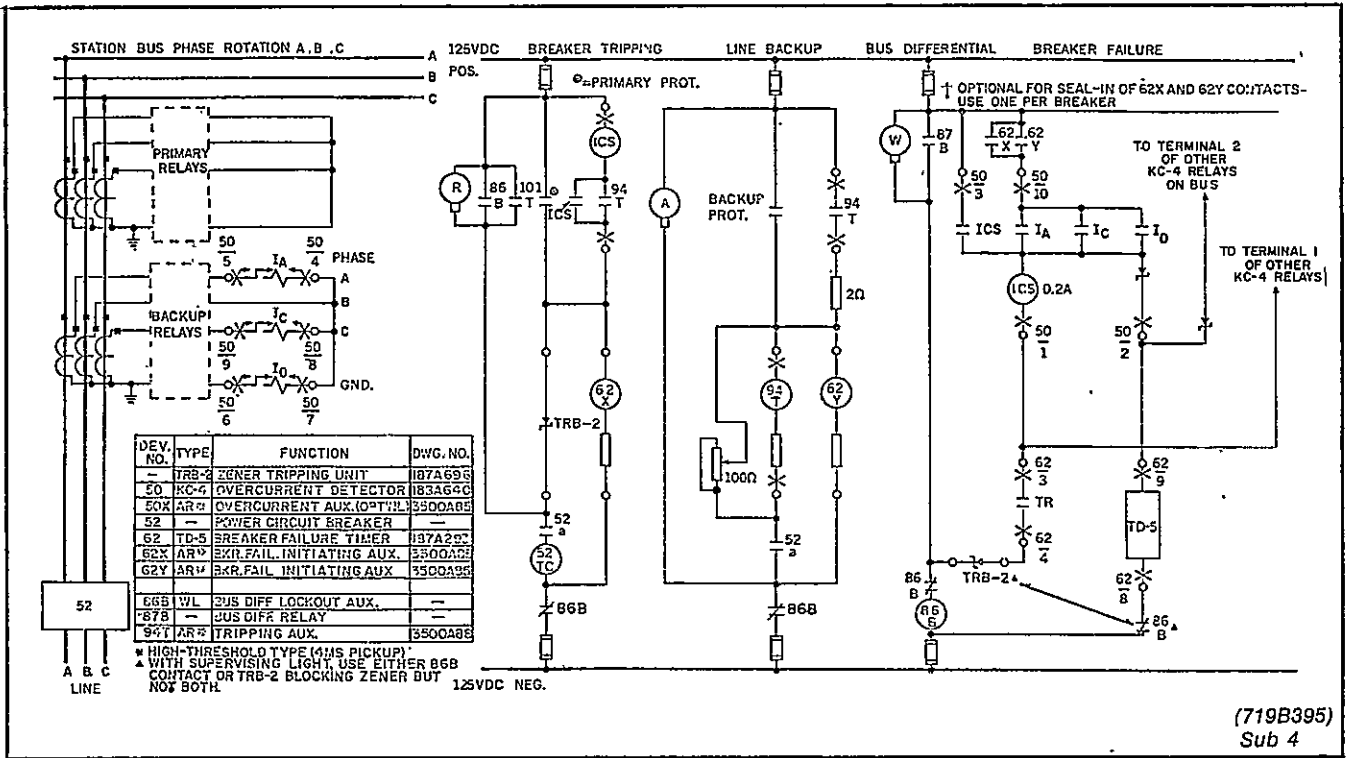 STATION BUS PHASE ROTATION A, B, C
A
B
C
125VDC
POS.
BREAKER TRIPPING
LINE BACKUP
BUS DIFFERENTIAL
BREAKER FAILURE
=PRIMARY PROT.
† OPTIONAL FOR SEAL-IN OF 62X AND 62Y CONTACTS-
USE ONE PER BREAKER
PRIMARY
RELAYS
BACKUP
RELAYS
50
5
IA
50
4
PHASE
A
B
C
50
9
IC
50
8
GND.
50
6
IO
50
7
R
86
B
101
T
ICS
ICS
94
T
62
X
TRB-2
52
a
52
TC
86B
A
BACKUP
PROT.
94
T
2Ω
94
T
62
Y
100Ω
52
a
86B
W
87
B
50
3
62
X
62
Y
50
10
ICS
IA
IC
IO
ICS
0.2A
50
1
50
2
TO TERMINAL 2
OF OTHER
KC-4 RELAYS
ON BUS
TO TERMINAL 1
OF OTHER
KC-4 RELAYS
62
3
TR
62
4
62
9
TD-5
62
8
TRB-2▲
86
B
86
B▲
DEV. NO. TYPE FUNCTION DWG. NO.
— TRB-2 ZENER TRIPPING UNIT 187A696
50 KC-4 OVERCURRENT DETECTOR
50X AR* OVERCURRENT AUX.
52 — POWER CIRCUIT BREAKER —
62 TD-5 BREAKER FAILURE TIMER
62X AR* BKR.FAIL. INITIATING AUX.
62Y AR* BKR.FAIL INITIATING AUX
86B WL BUS DIFF LOCKOUT AUX. —
87B — BUS DIFF RELAY —
94T AR* TRIPPING AUX.
* HIGH-THRESHOLD TYPE (4MS PICKUP)
▲ WITH SUPERVISING LIGHT, USE EITHER 86B
CONTACT OR TRB-2 BLOCKING ZENER BUT
NOT BOTH
52
A B C
LINE
125VDC NEG.
(719B395)
Sub 4